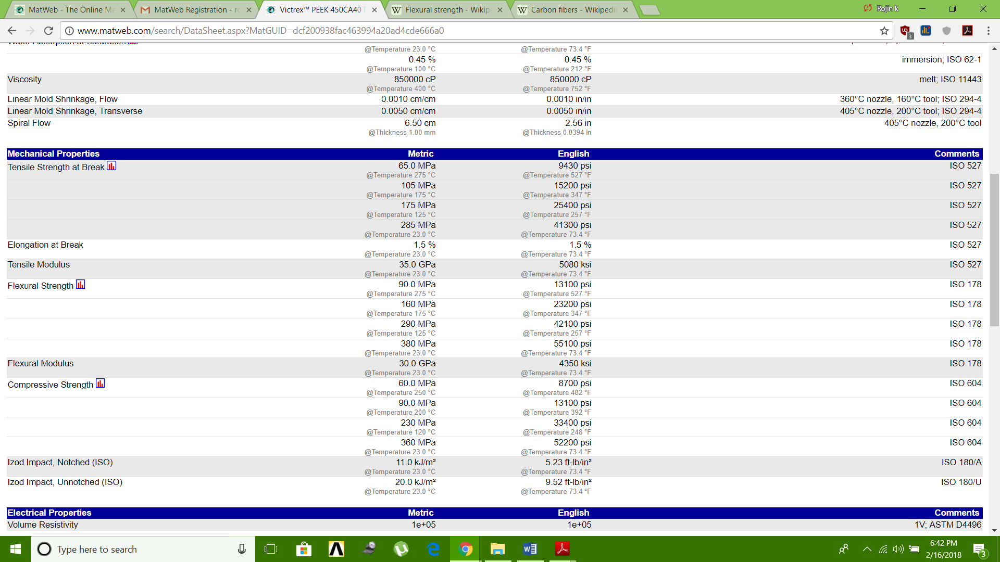 MatWeb - The Online Ma
MatWeb Registration - ro
Victrex™ PEEK 450CA40
Flexural strength - Wikip
Carbon fibers - Wikipedi
Rojin k
www.matweb.com/search/DataSheet.aspx?MatGUID=dcf200938fac463994a20ad4cde666a0
3
Water Absorption at Saturation
@Temperature 23.0 °C @Temperature 73.4 °F
0.45 % 0.45 % immersion; ISO 62-1
@Temperature 100 °C @Temperature 212 °F
Viscosity 850000 cP 850000 cP melt; ISO 11443
@Temperature 400 °C @Temperature 752 °F
Linear Mold Shrinkage, Flow 0.0010 cm/cm 0.0010 in/in 360°C nozzle, 160°C tool; ISO 294-4
Linear Mold Shrinkage, Transverse 0.0050 cm/cm 0.0050 in/in 405°C nozzle, 200°C tool; ISO 294-4
Spiral Flow 6.50 cm 2.56 in 405°C nozzle, 200°C tool
@Thickness 1.00 mm @Thickness 0.0394 in
Mechanical Properties Metric English Comments
Tensile Strength at Break 65.0 MPa 9430 psi ISO 527
@Temperature 275 °C @Temperature 527 °F
105 MPa 15200 psi ISO 527
@Temperature 175 °C @Temperature 347 °F
175 MPa 25400 psi ISO 527
@Temperature 125 °C @Temperature 257 °F
285 MPa 41300 psi ISO 527
@Temperature 23.0 °C @Temperature 73.4 °F
Elongation at Break 1.5 % 1.5 % ISO 527
@Temperature 23.0 °C @Temperature 73.4 °F
Tensile Modulus 35.0 GPa 5080 ksi ISO 527
@Temperature 23.0 °C @Temperature 73.4 °F
Flexural Strength 90.0 MPa 13100 psi ISO 178
@Temperature 275 °C @Temperature 527 °F
160 MPa 23200 psi ISO 178
@Temperature 175 °C @Temperature 347 °F
290 MPa 42100 psi ISO 178
@Temperature 125 °C @Temperature 257 °F
380 MPa 55100 psi ISO 178
@Temperature 23.0 °C @Temperature 73.4 °F
Flexural Modulus 30.0 GPa 4350 ksi ISO 178
@Temperature 23.0 °C @Temperature 73.4 °F
Compressive Strength 60.0 MPa 8700 psi ISO 604
@Temperature 250 °C @Temperature 482 °F
90.0 MPa 13100 psi ISO 604
@Temperature 200 °C @Temperature 392 °F
230 MPa 33400 psi ISO 604
@Temperature 120 °C @Temperature 248 °F
360 MPa 52200 psi ISO 604
@Temperature 23.0 °C @Temperature 73.4 °F
Izod Impact, Notched (ISO) 11.0 kJ/m² 5.23 ft-lb/in² ISO 180/A
@Temperature 23.0 °C @Temperature 73.4 °F
Izod Impact, Unnotched (ISO) 20.0 kJ/m² 9.52 ft-lb/in² ISO 180/U
@Temperature 23.0 °C @Temperature 73.4 °F
Electrical Properties Metric English Comments
Volume Resistivity 1e+05 1e+05 1V; ASTM D4496
Type here to search
6:42 PM
2/16/2018
3